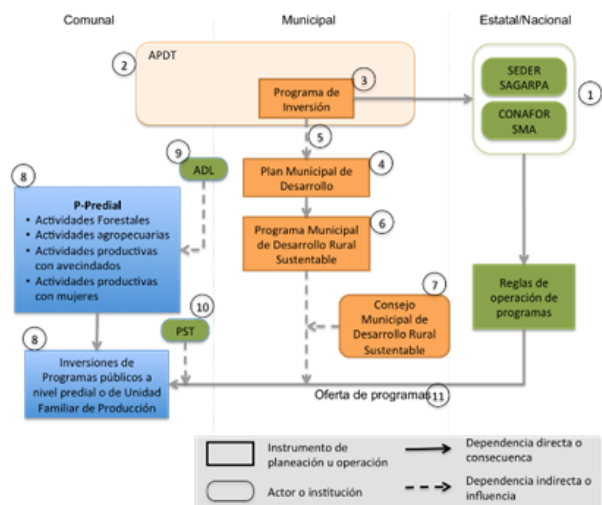 Comunal
Municipal
Estatal/Nacional
2
APDT
3
Programa de
Inversión
SEDER
SAGARPA
CONAFOR
SMA
1
5
9
ADL
4
Plan Municipal de
Desarrollo
8
P-Predial
• Actividades Forestales
• Actividades agropecuarias
• Actividades productivas
con avecindados
• Actividades productivas
con mujeres
6
Programa Municipal
de Desarrollo Rural
Sustentable
7
Consejo
Municipal de
Desarrollo Rural
Sustentable
Reglas de
operación de
programas
10
PST
8
Inversiones de
Programas públicos a
nivel predial o de Unidad
Familiar de Producción
Oferta de programas
11
Instrumento de
planeación u operación
Dependencia directa o
consecuenca
Actor o institución
Dependencia indirecta o
influencia